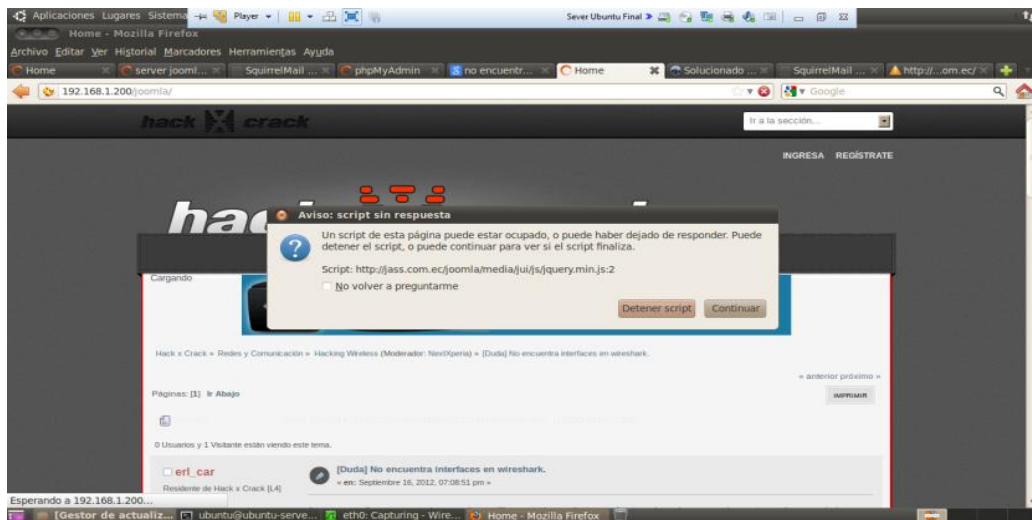 Aplicaciones Lugares Sistema
Player
Sever Ubuntu Final
Home - Mozilla Firefox
Archivo Editar Ver Historial Marcadores Herramientas Ayuda
Home
server jooml...
SquirrelMail ...
phpMyAdmin
no encuentr...
Home
Solucionado ...
SquirrelMail ...
http://...om.ec/
192.168.1.200/joomla/
Google
hack crack
Ir a la sección...
INGRESA REGÍSTRATE
Aviso: script sin respuesta
Un script de esta página puede estar ocupado, o puede haber dejado de responder. Puede
detener el script, o puede continuar para ver si el script finaliza.
Script: http://jass.com.ec/joomla/media/jui/js/jquery.min.js:2
No volver a preguntarme
Detener script Continuar
Cargando
Hack x Crack » Redes y Comunicación » Hacking Wireless (Moderador: NextXperia) » [Duda] No encuentra interfaces en wireshark.
« anterior próximo »
Páginas: [1] Ir Abajo
IMPRIMIR
0 Usuarios y 1 Visitante están viendo este tema.
erl_car
[Duda] No encuentra interfaces en wireshark.
Residente de Hack x Crack [L4]
« en: Septiembre 16, 2012, 07:08:51 pm »
Esperando a 192.168.1.200...
[Gestor de actualiz...
ubuntu@ubuntu-serve...
eth0: Capturing - Wire...
Home - Mozilla Firefox